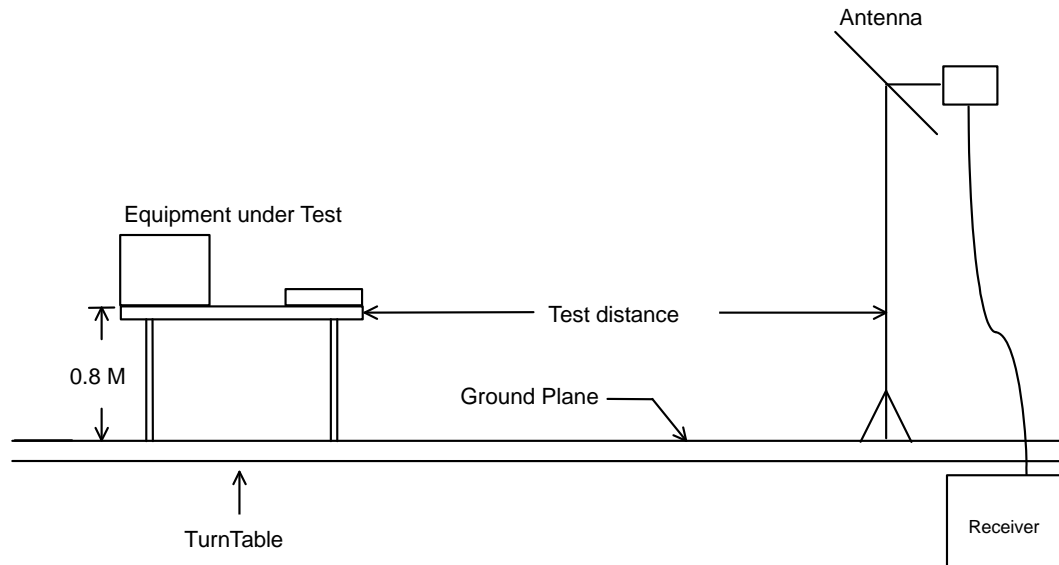 Antenna
Equipment under Test
Test distance
0.8 M
Ground Plane
Receiver
TurnTable